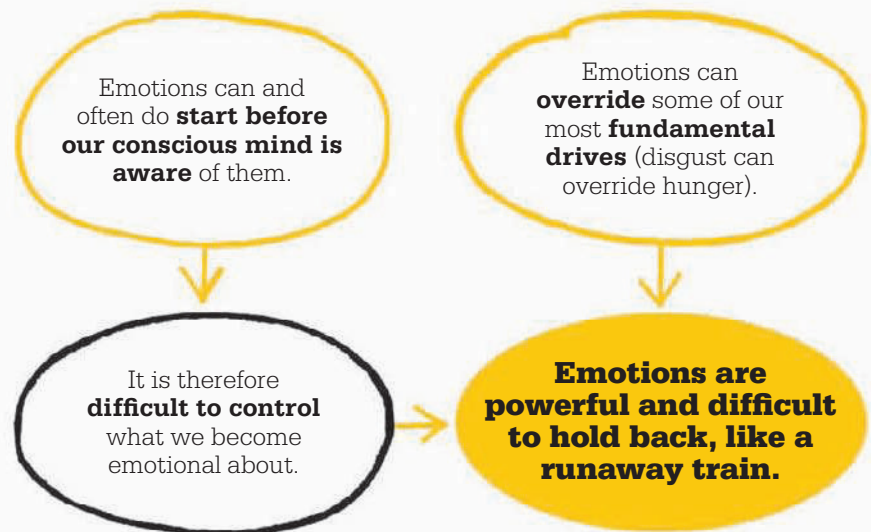 Emotions can and
often do start before
our conscious mind is
aware of them.
Emotions can
override some of our
most fundamental
drives (disgust can
override hunger).
It is therefore
difficult to control
what we become
emotional about.
Emotions are
powerful and difficult
to hold back, like a
runaway train.